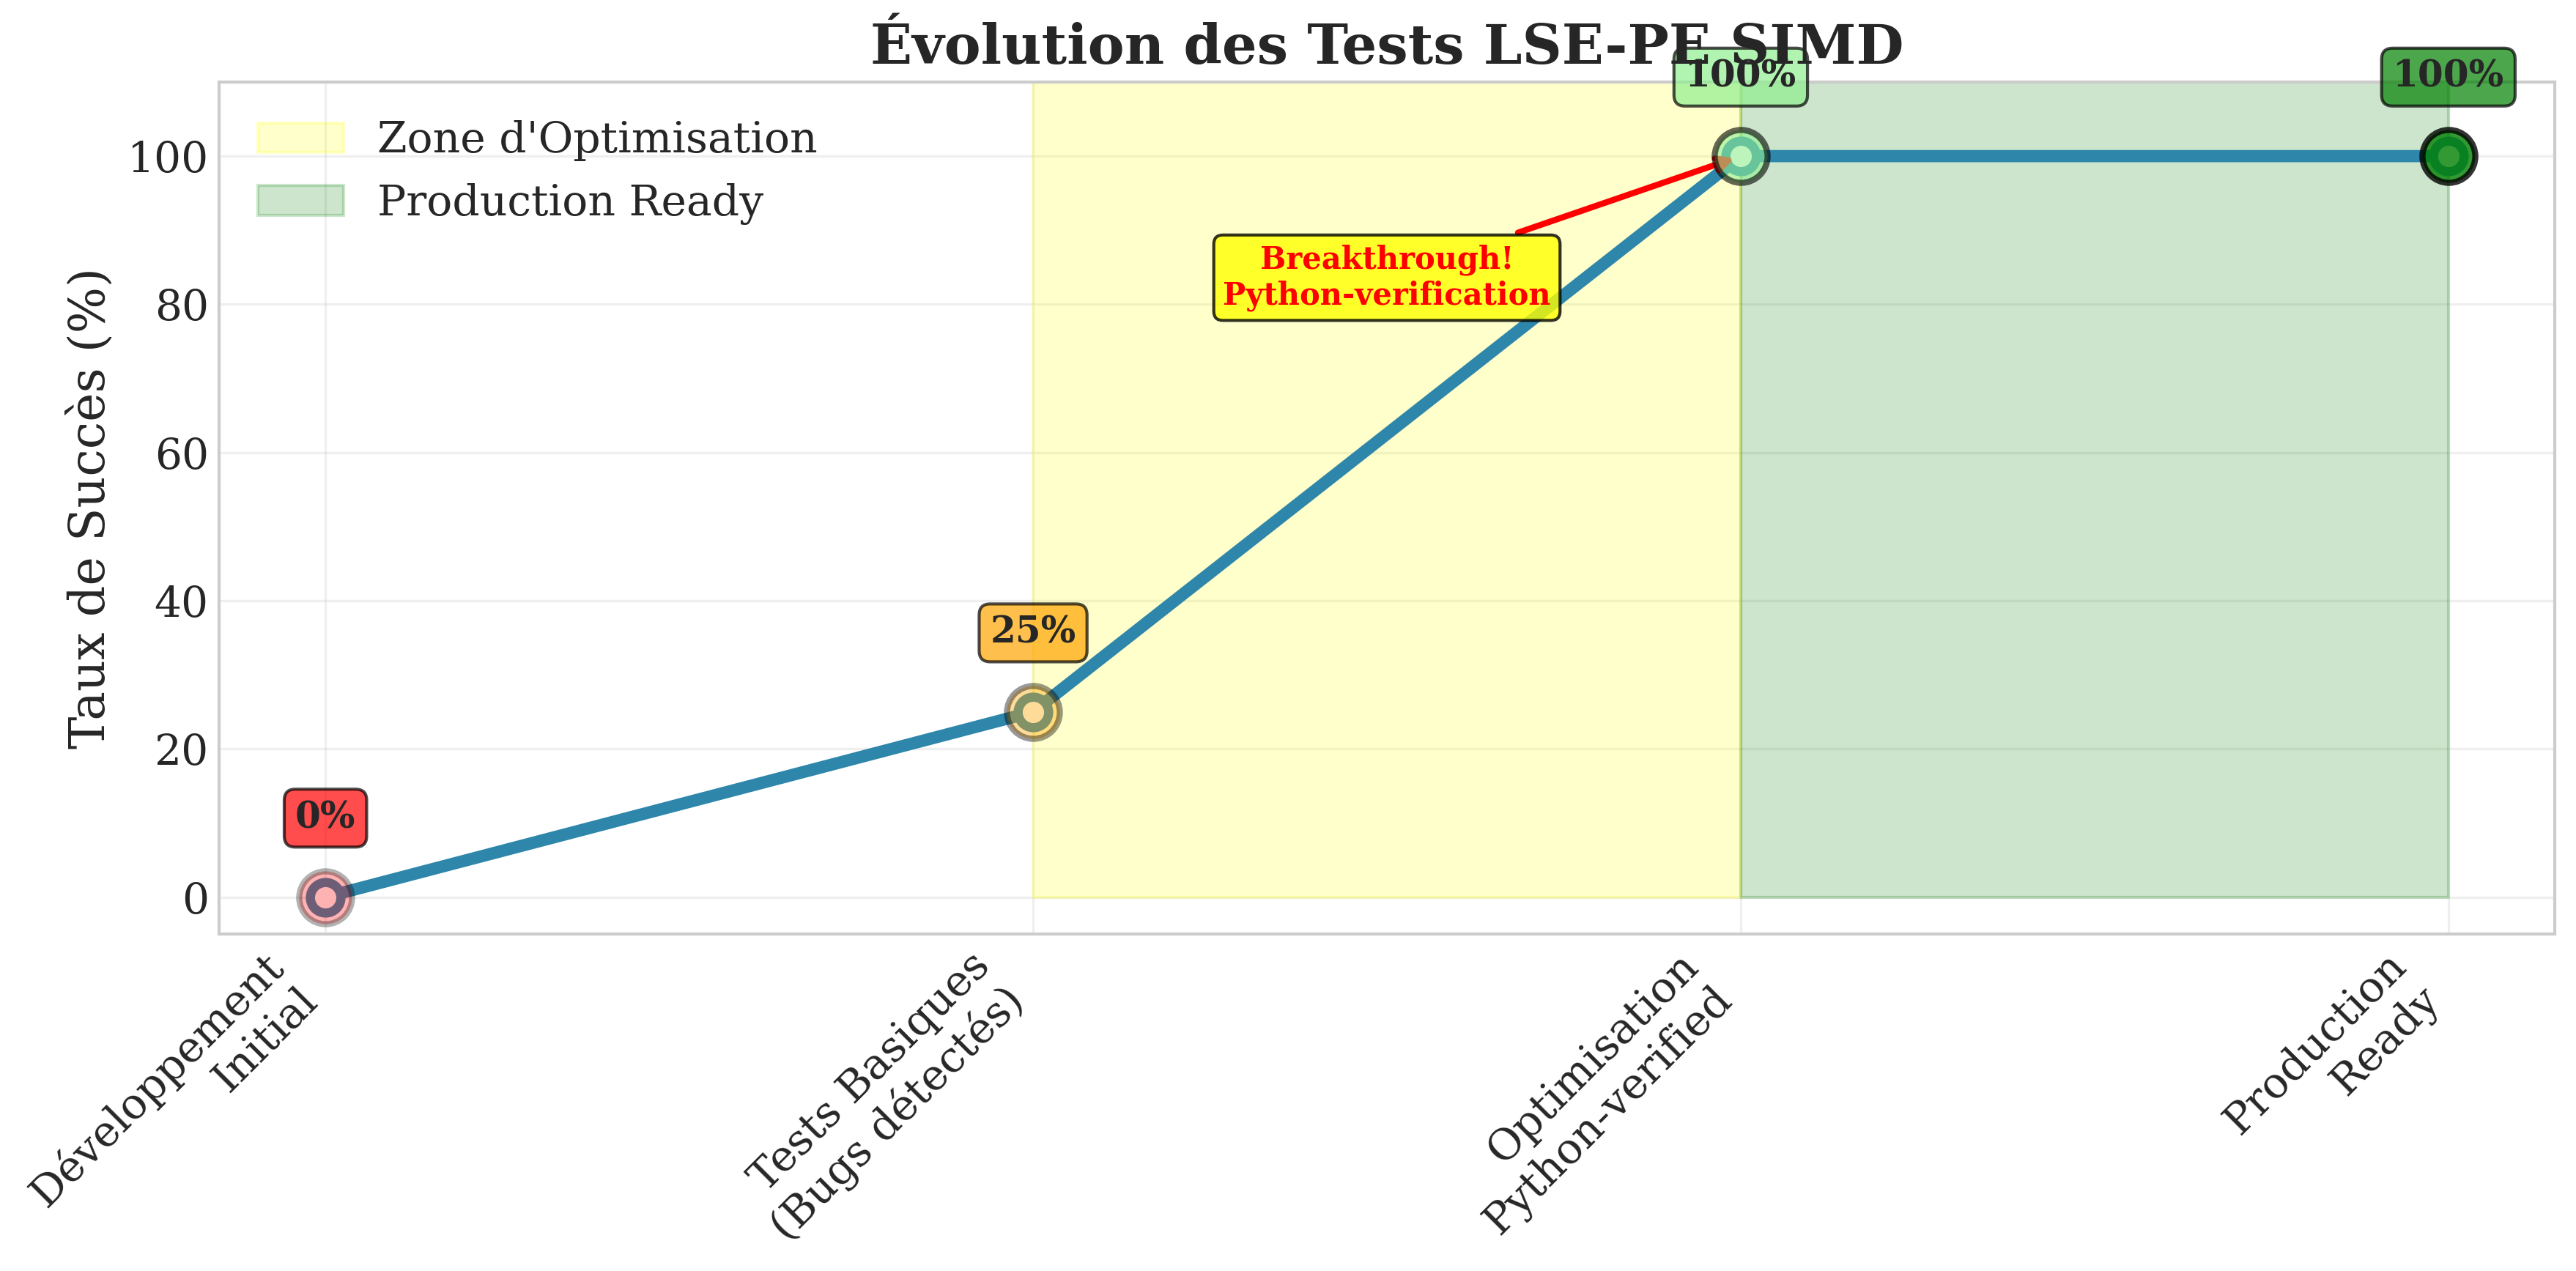 Évolution des Tests LSE-PE SIMD
Zone d'Optimisation
Production Ready
Taux de Succès (%)
100
80
60
40
20
0
0%
25%
100%
100%
Breakthrough!
Python-verification
Développement
Initial
Tests Basiques
(Bugs détectés)
Optimisation
Python-verified
Production
Ready